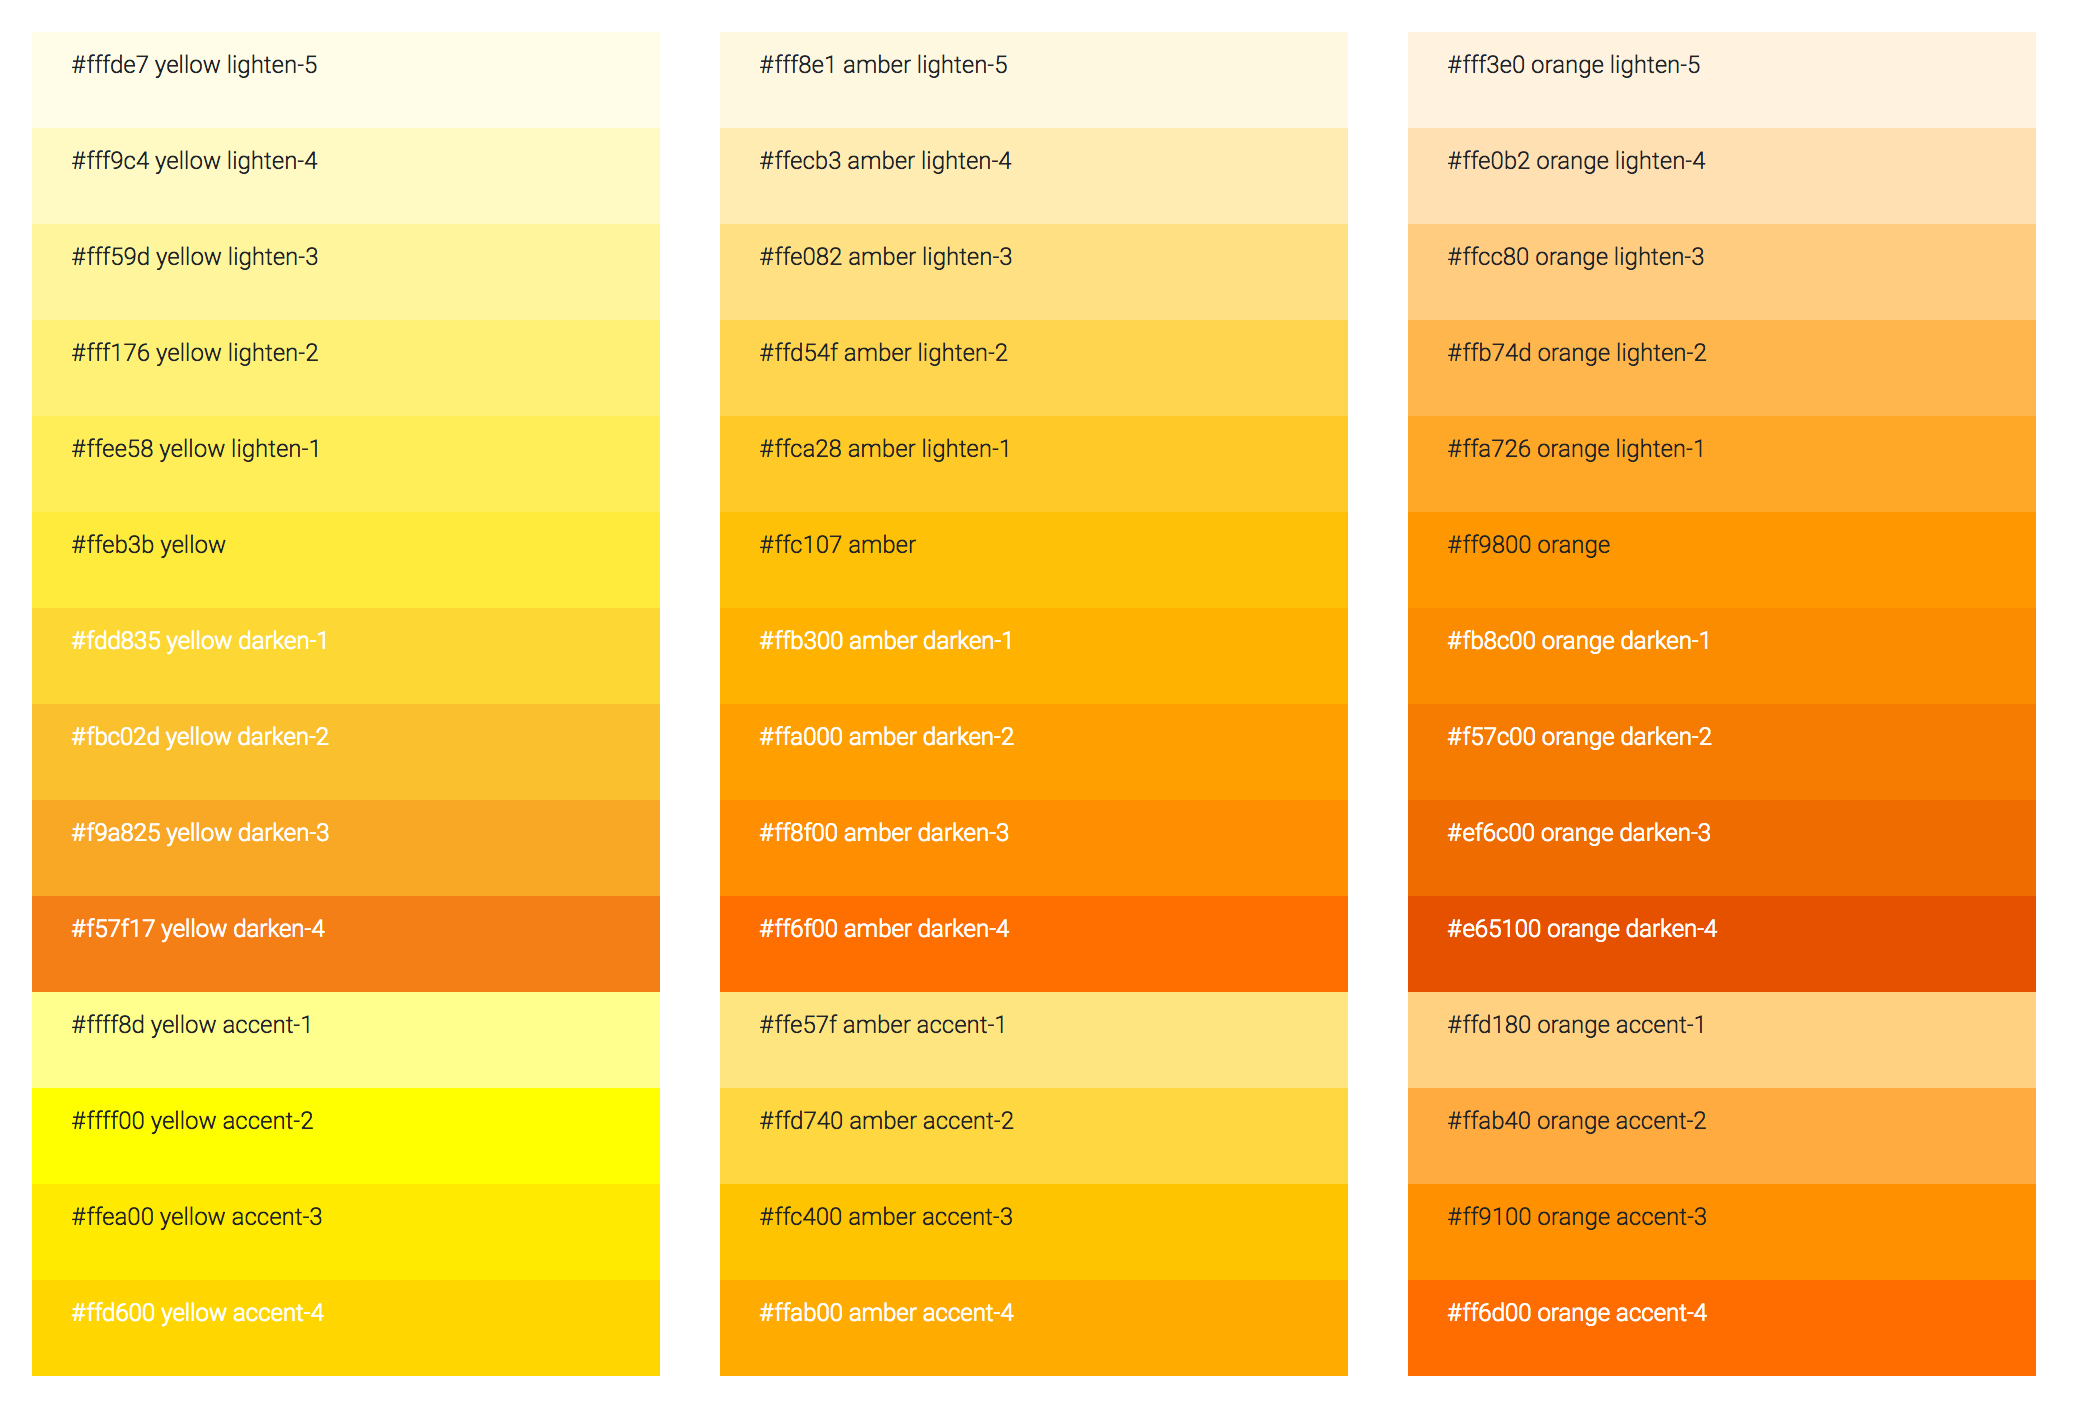 #fffde7 yellow lighten-5
#fff9c4 yellow lighten-4
#fff59d yellow lighten-3
#fff176 yellow lighten-2
#ffee58 yellow lighten-1
#ffeb3b yellow
#fdd835 yellow darken-1
#fbc02d yellow darken-2
#f9a825 yellow darken-3
#f57f17 yellow darken-4
#ffff8d yellow accent-1
#ffff00 yellow accent-2
#ffea00 yellow accent-3
#ffd600 yellow accent-4
#fff8e1 amber lighten-5
#ffecb3 amber lighten-4
#ffe082 amber lighten-3
#ffd54f amber lighten-2
#ffca28 amber lighten-1
#ffc107 amber
#ffb300 amber darken-1
#ffa000 amber darken-2
#ff8f00 amber darken-3
#ff6f00 amber darken-4
#ffe57f amber accent-1
#ffd740 amber accent-2
#ffc400 amber accent-3
#ffab00 amber accent-4
#fff3e0 orange lighten-5
#ffe0b2 orange lighten-4
#ffcc80 orange lighten-3
#ffb74d orange lighten-2
#ffa726 orange lighten-1
#ff9800 orange
#fb8c00 orange darken-1
#f57c00 orange darken-2
#ef6c00 orange darken-3
#e65100 orange darken-4
#ffd180 orange accent-1
#ffab40 orange accent-2
#ff9100 orange accent-3
#ff6d00 orange accent-4